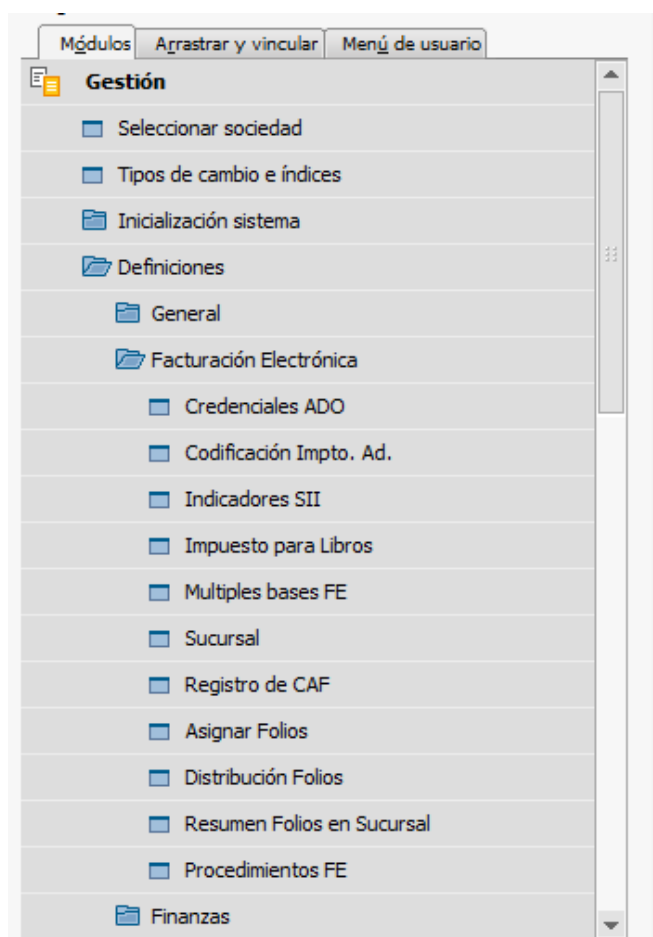 Módulos Arrastrar y vincular Menú de usuario
Gestión
Seleccionar sociedad
Tipos de cambio e índices
Inicialización sistema
Definiciones
General
Facturación Electrónica
Credenciales ADO
Codificación Impto. Ad.
Indicadores SII
Impuesto para Libros
Multiples bases FE
Sucursal
Registro de CAF
Asignar Folios
Distribución Folios
Resumen Folios en Sucursal
Procedimientos FE
Finanzas